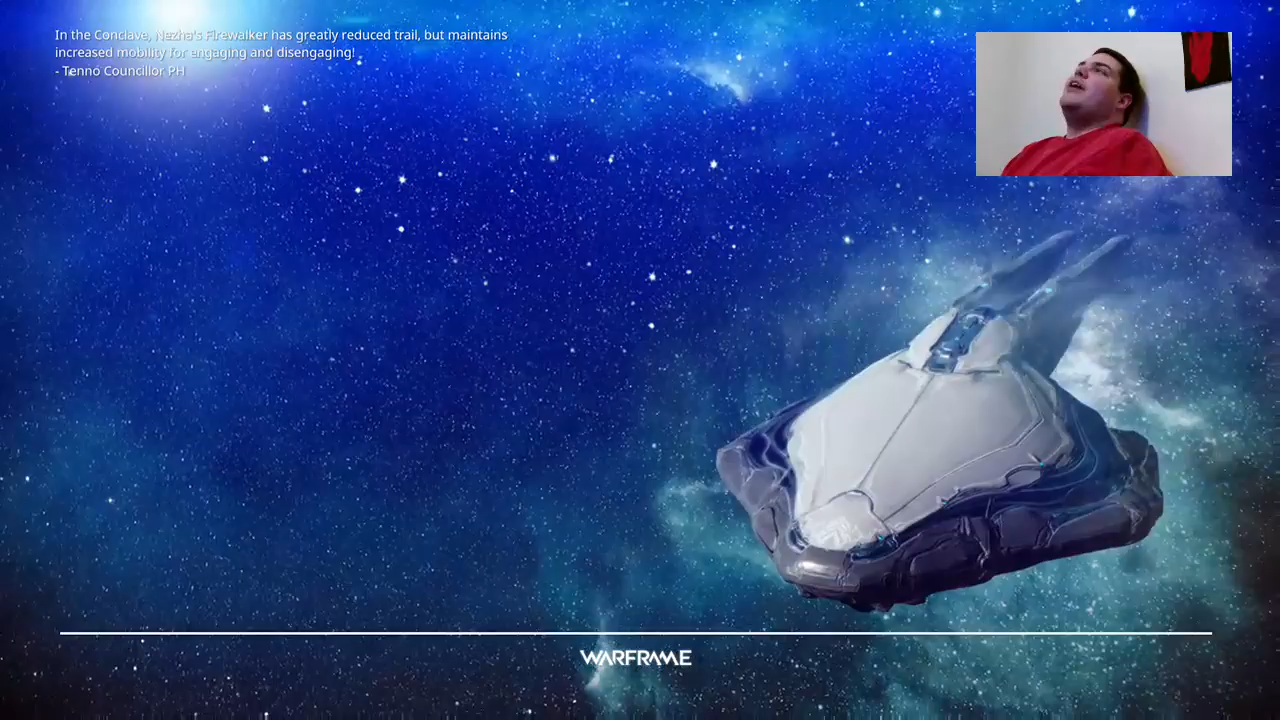 In the Conclave, Nezha's Firewalker has greatly reduced trail, but maintains
increased mobility for engaging and disengaging!
- Tenno Councillor PH
WARFRAME